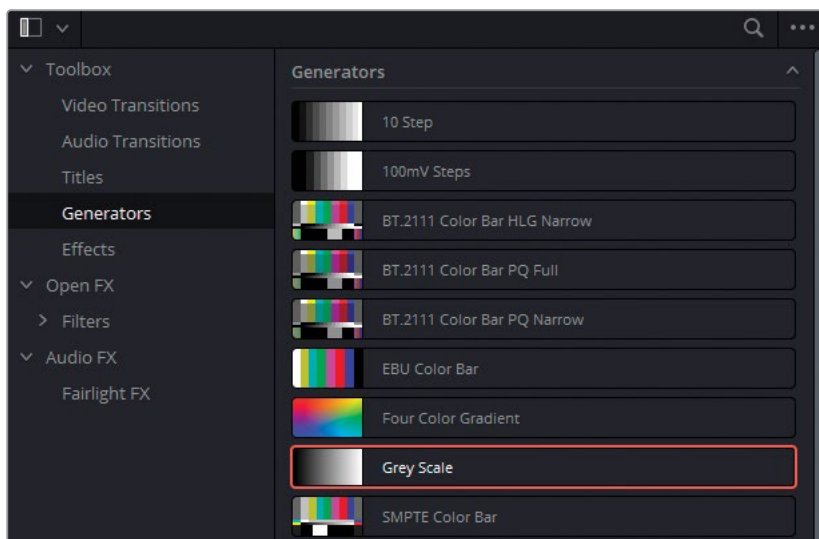 Toolbox
Video Transitions
Audio Transitions
Titles
Generators
Effects
Open FX
Filters
Audio FX
Fairlight FX
Generators
10 Step
100mV Steps
BT.2111 Color Bar HLG Narrow
BT.2111 Color Bar PQ Full
BT.2111 Color Bar PQ Narrow
EBU Color Bar
Four Color Gradient
Grey Scale
SMPTE Color Bar